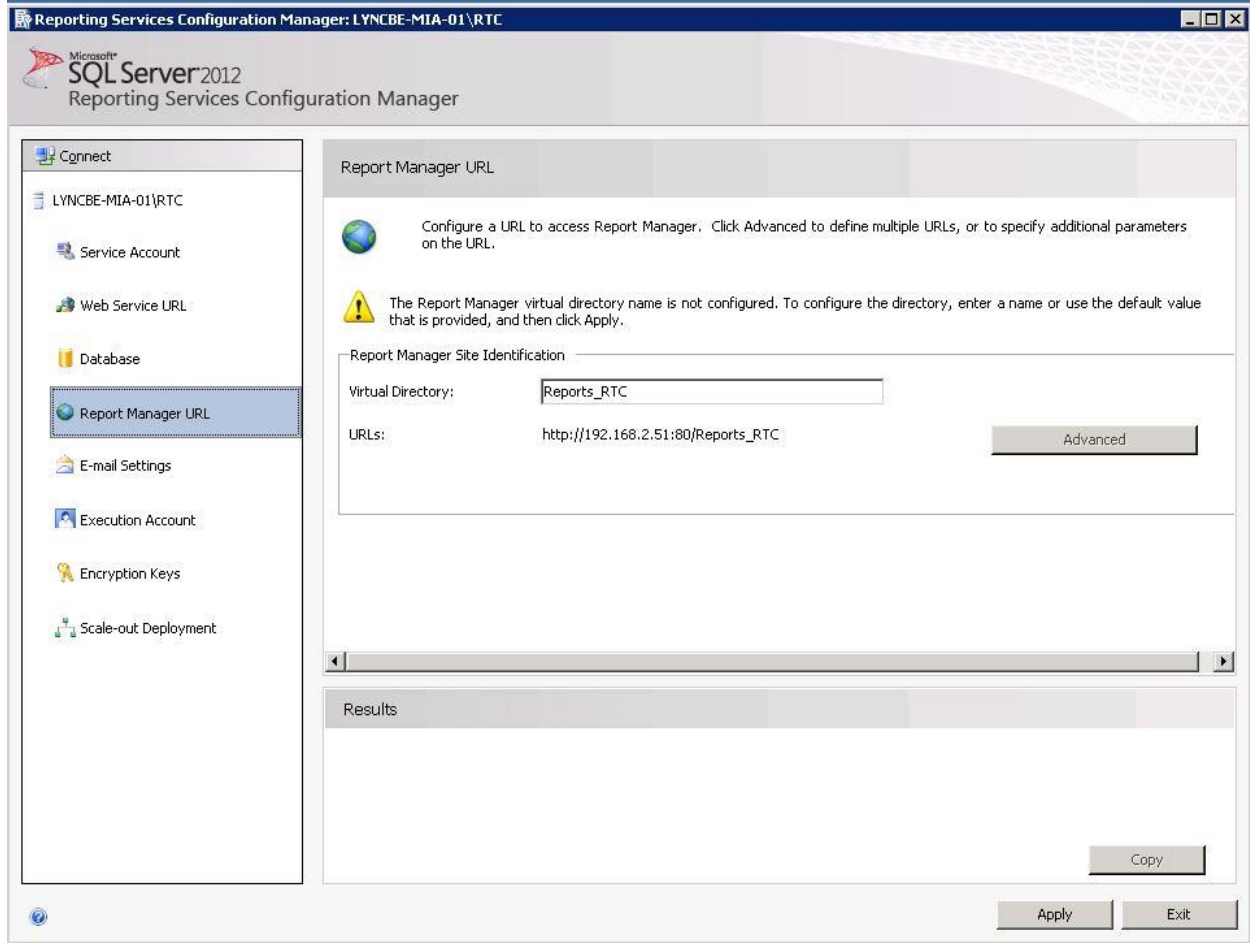 Reporting Services Configuration Manager: LYNCBE-MIA-01\RTC
Microsoft®
SQL Server 2012
Reporting Services Configuration Manager
Connect
LYNCBE-MIA-01\RTC
Service Account
Web Service URL
Database
Report Manager URL
E-mail Settings
Execution Account
Encryption Keys
Scale-out Deployment
Report Manager URL
Configure a URL to access Report Manager. Click Advanced to define multiple URLs, or to specify additional parameters
on the URL.
The Report Manager virtual directory name is not configured. To configure the directory, enter a name or use the default value
that is provided, and then click Apply.
Report Manager Site Identification
Virtual Directory: Reports_RTC
URLs: http://192.168.2.51:80/Reports_RTC
Advanced
Results
Copy
Apply Exit